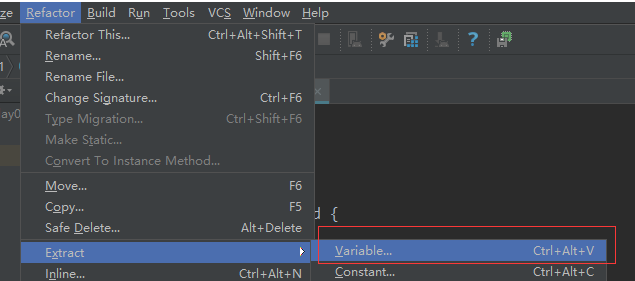 ze Refactor Build Run Tools VCS Window Help
Refactor This... Ctrl+Alt+Shift+T
Rename... Shift+F6
Rename File...
Change Signature... Ctrl+F6
Type Migration... Ctrl+Shift+F6
Make Static...
Convert To Instance Method...
Move... F6
Copy... F5
Safe Delete... Alt+Delete
d {
Extract
Variable... Ctrl+Alt+V
Inline... Ctrl+Alt+N
Constant... Ctrl+Alt+C